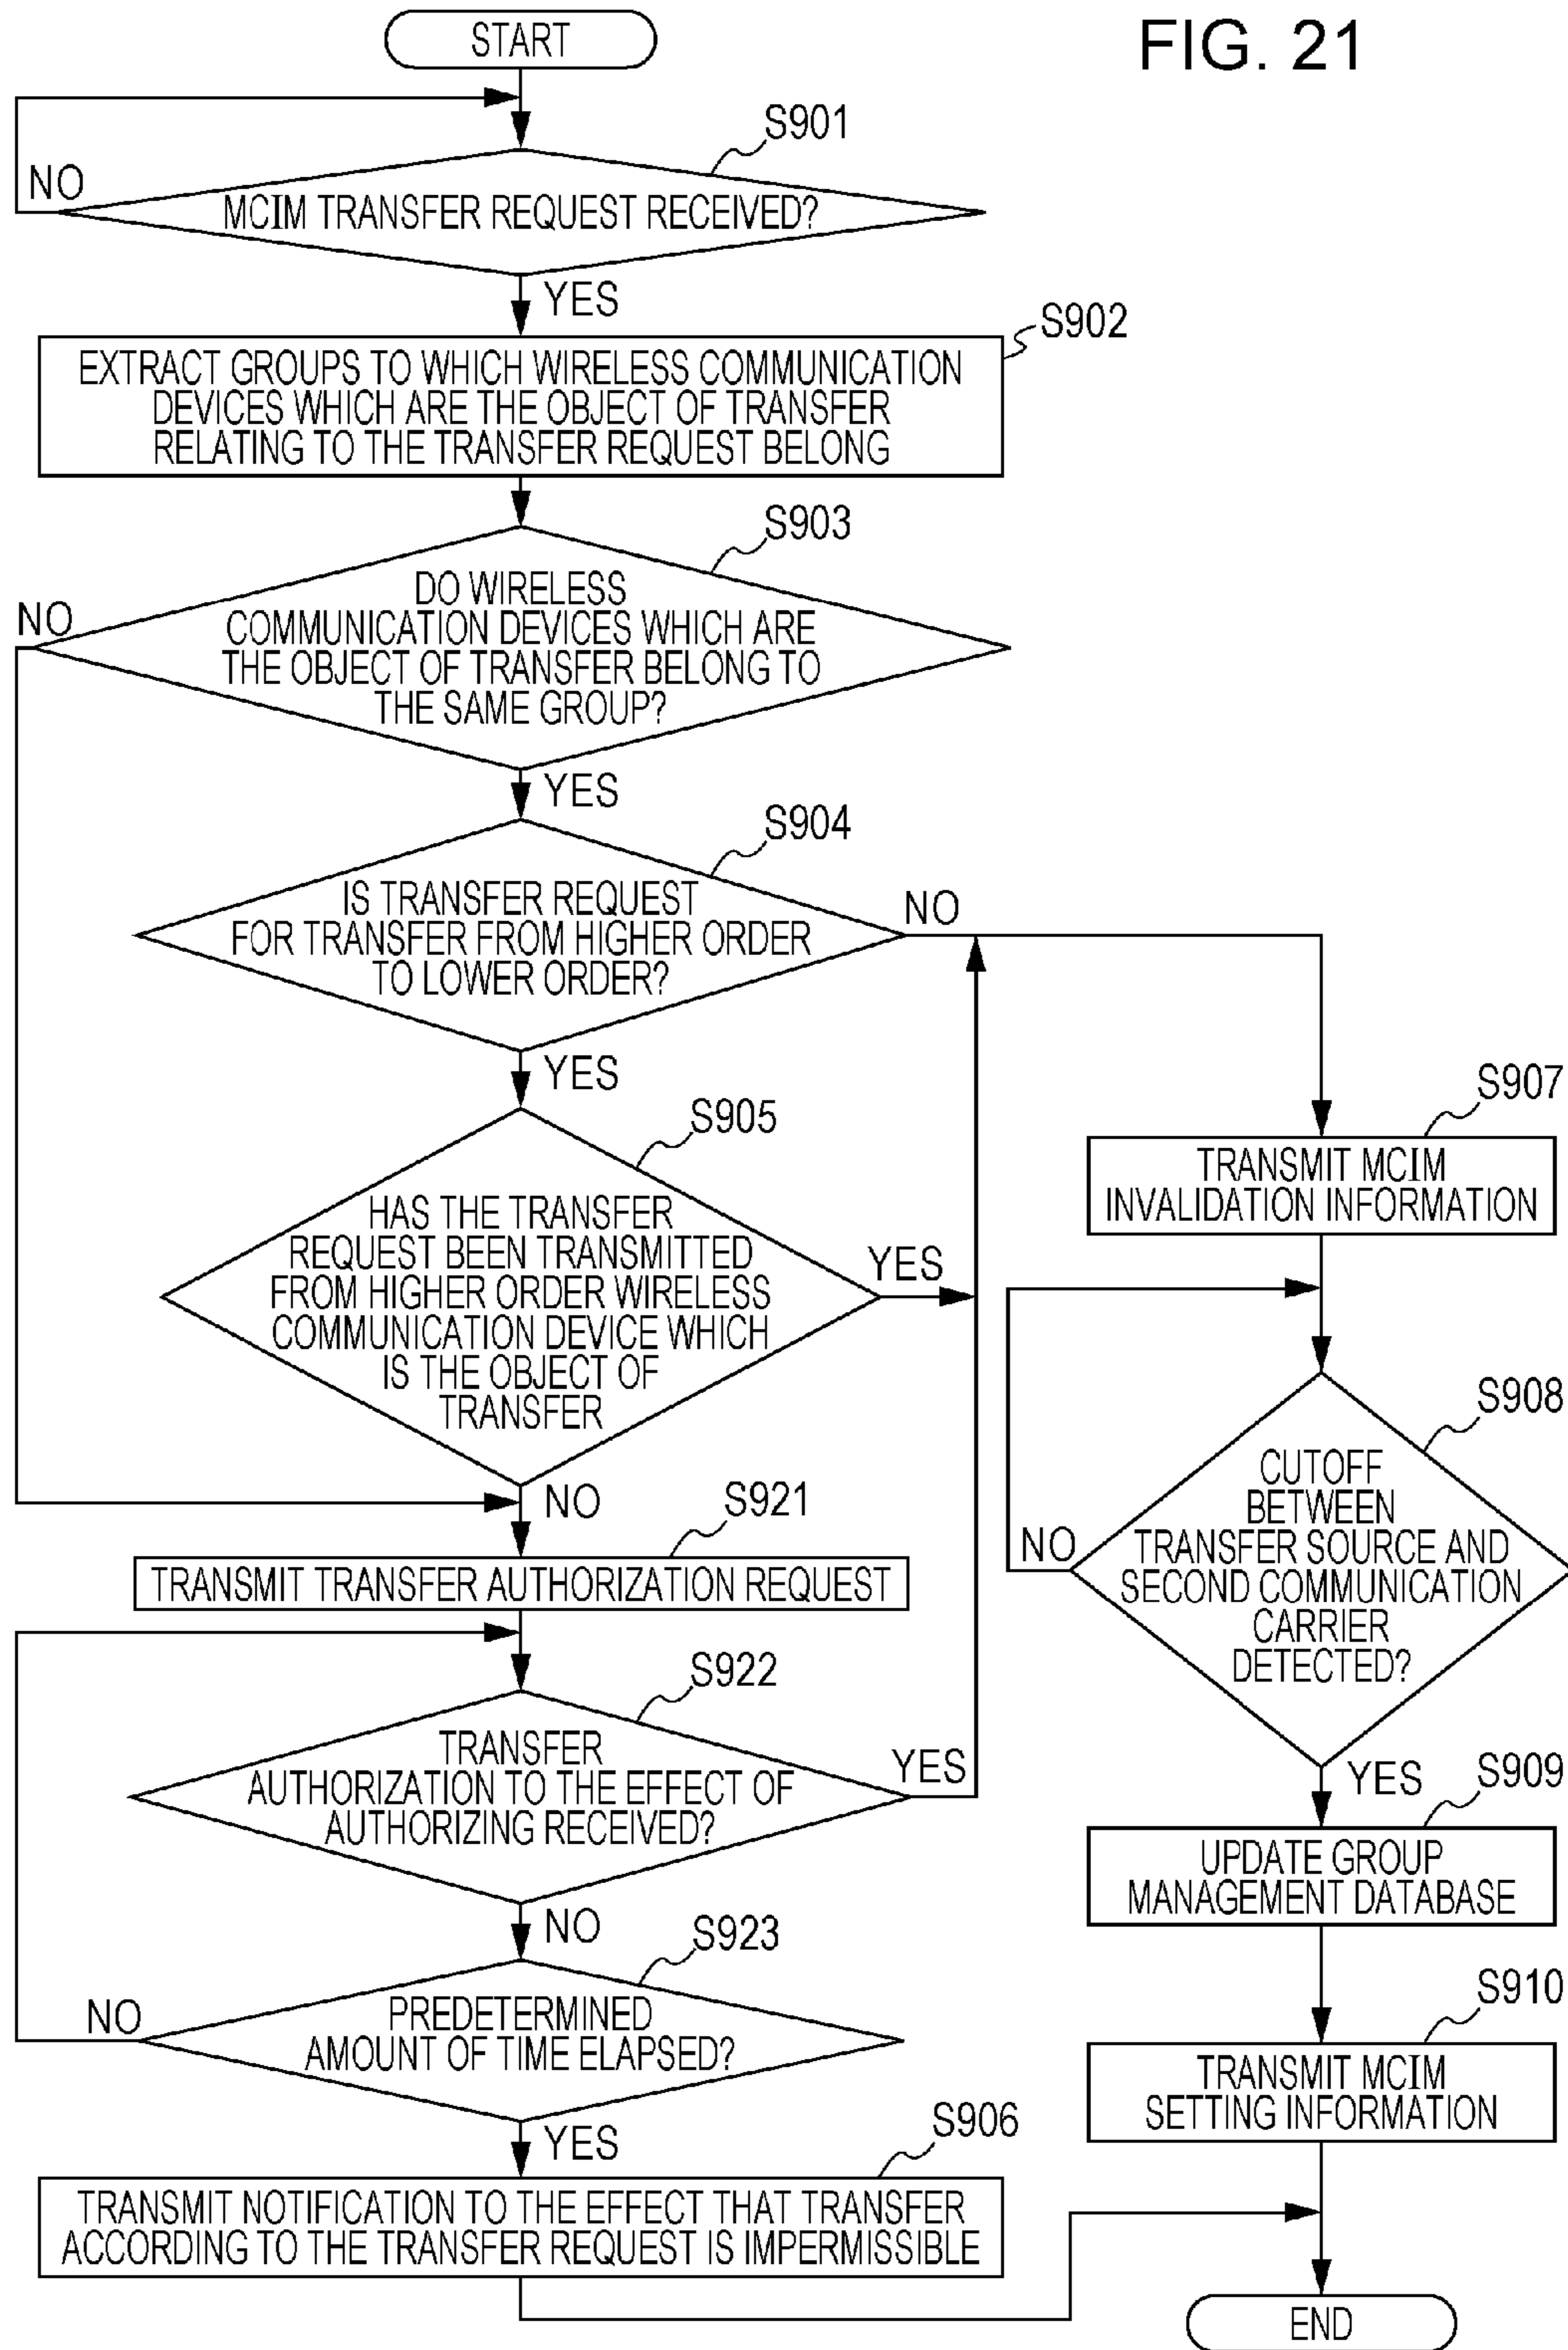 FIG. 21
START
S901
NO
MCIM TRANSFER REQUEST RECEIVED?
YES
S902
EXTRACT GROUPS TO WHICH WIRELESS COMMUNICATION
DEVICES WHICH ARE THE OBJECT OF TRANSFER
RELATING TO THE TRANSFER REQUEST BELONG
S903
NO
DO WIRELESS
COMMUNICATION DEVICES WHICH ARE
THE OBJECT OF TRANSFER BELONG TO
THE SAME GROUP?
YES
S904
IS TRANSFER REQUEST
FOR TRANSFER FROM HIGHER ORDER
TO LOWER ORDER?
NO
YES
S905
HAS THE TRANSFER
REQUEST BEEN TRANSMITTED
FROM HIGHER ORDER WIRELESS
COMMUNICATION DEVICE WHICH
IS THE OBJECT OF
TRANSFER
YES
NO
S921
TRANSMIT TRANSFER AUTHORIZATION REQUEST
S922
TRANSFER
AUTHORIZATION TO THE EFFECT OF
AUTHORIZING RECEIVED?
YES
NO
S923
NO
PREDETERMINED
AMOUNT OF TIME ELAPSED?
YES
S906
TRANSMIT NOTIFICATION TO THE EFFECT THAT TRANSFER
ACCORDING TO THE TRANSFER REQUEST IS IMPERMISSIBLE
S907
TRANSMIT MCIM
INVALIDATION INFORMATION
S908
CUTOFF
BETWEEN
TRANSFER SOURCE AND
SECOND COMMUNICATION
CARRIER
DETECTED?
NO
YES
S909
UPDATE GROUP
MANAGEMENT DATABASE
S910
TRANSMIT MCIM
SETTING INFORMATION
END